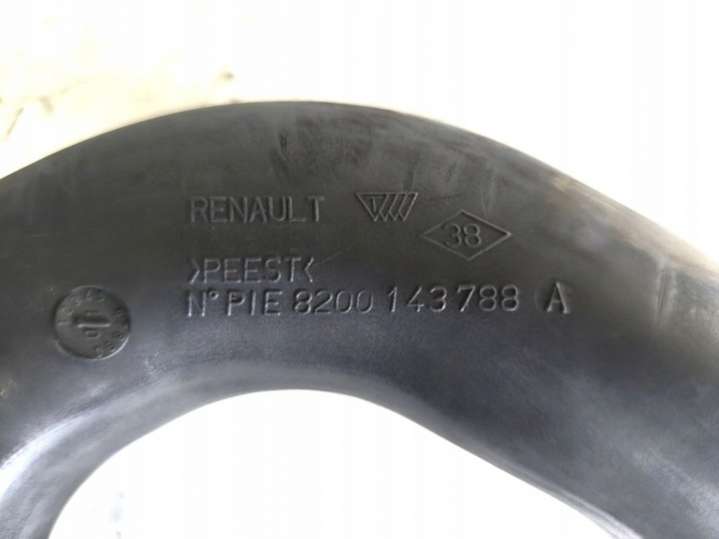 RENAULT
38
>PEEST<
N° PIE 8200 143 788 A